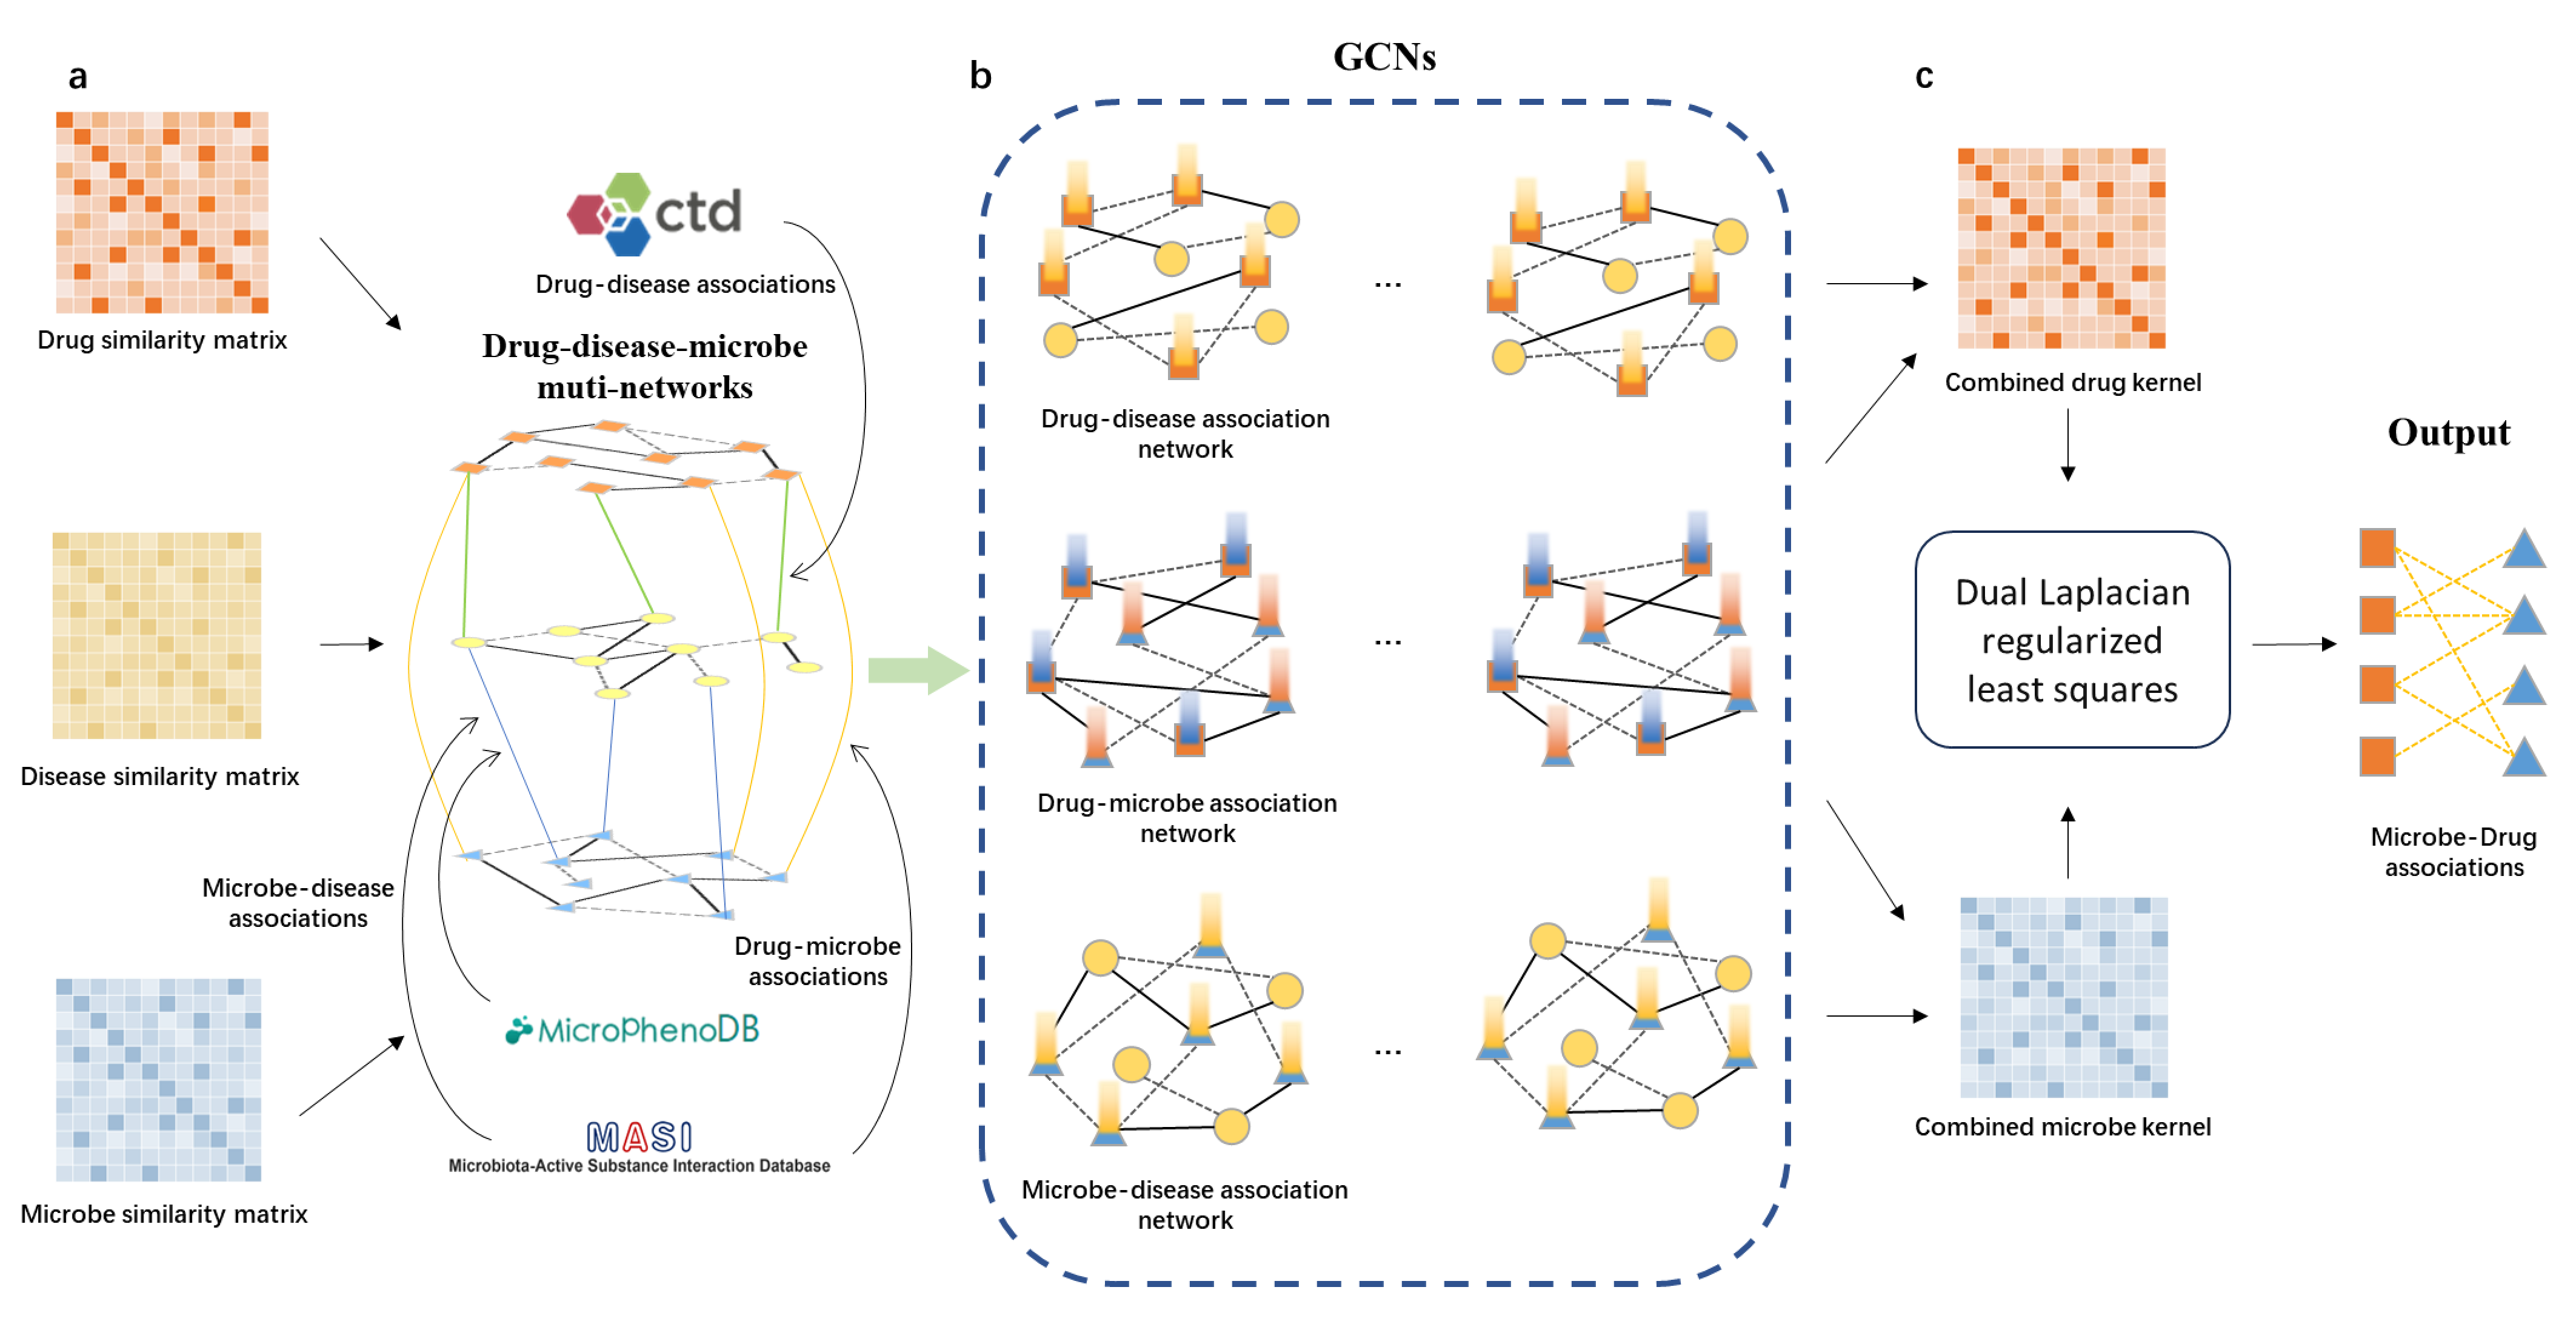 a
Drug similarity matrix
Disease similarity matrix
Microbe similarity matrix
ctd
Drug-disease associations
Drug-disease-microbe
muti-networks
Microbe-disease
associations
Drug-microbe
associations
MicroPhenoDB
MASI
Microbiota-Active Substance Interaction Database
b
GCNs
...
Drug-disease association
network
...
Drug-microbe association
network
...
Microbe-disease association
network
c
Combined drug kernel
Dual Laplacian
regularized
least squares
Combined microbe kernel
Output
Microbe-Drug
associations